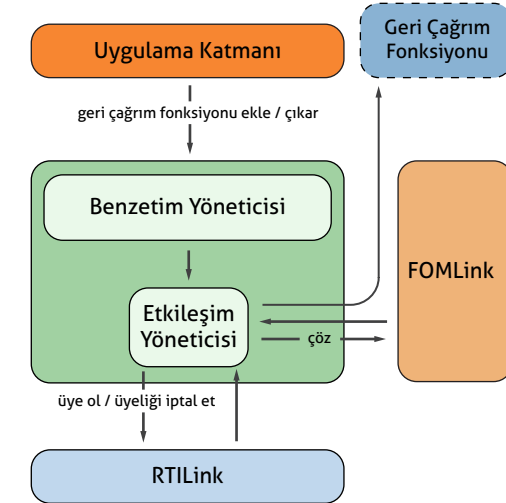 Uygulama Katmanı
Geri Çağrım
Fonksiyonu
geri çağrım fonksiyonu ekle / çıkar
Benzetim Yöneticisi
FOMLink
Etkileşim
Yöneticisi
çöz
üye ol / üyeliği iptal et
RTILink